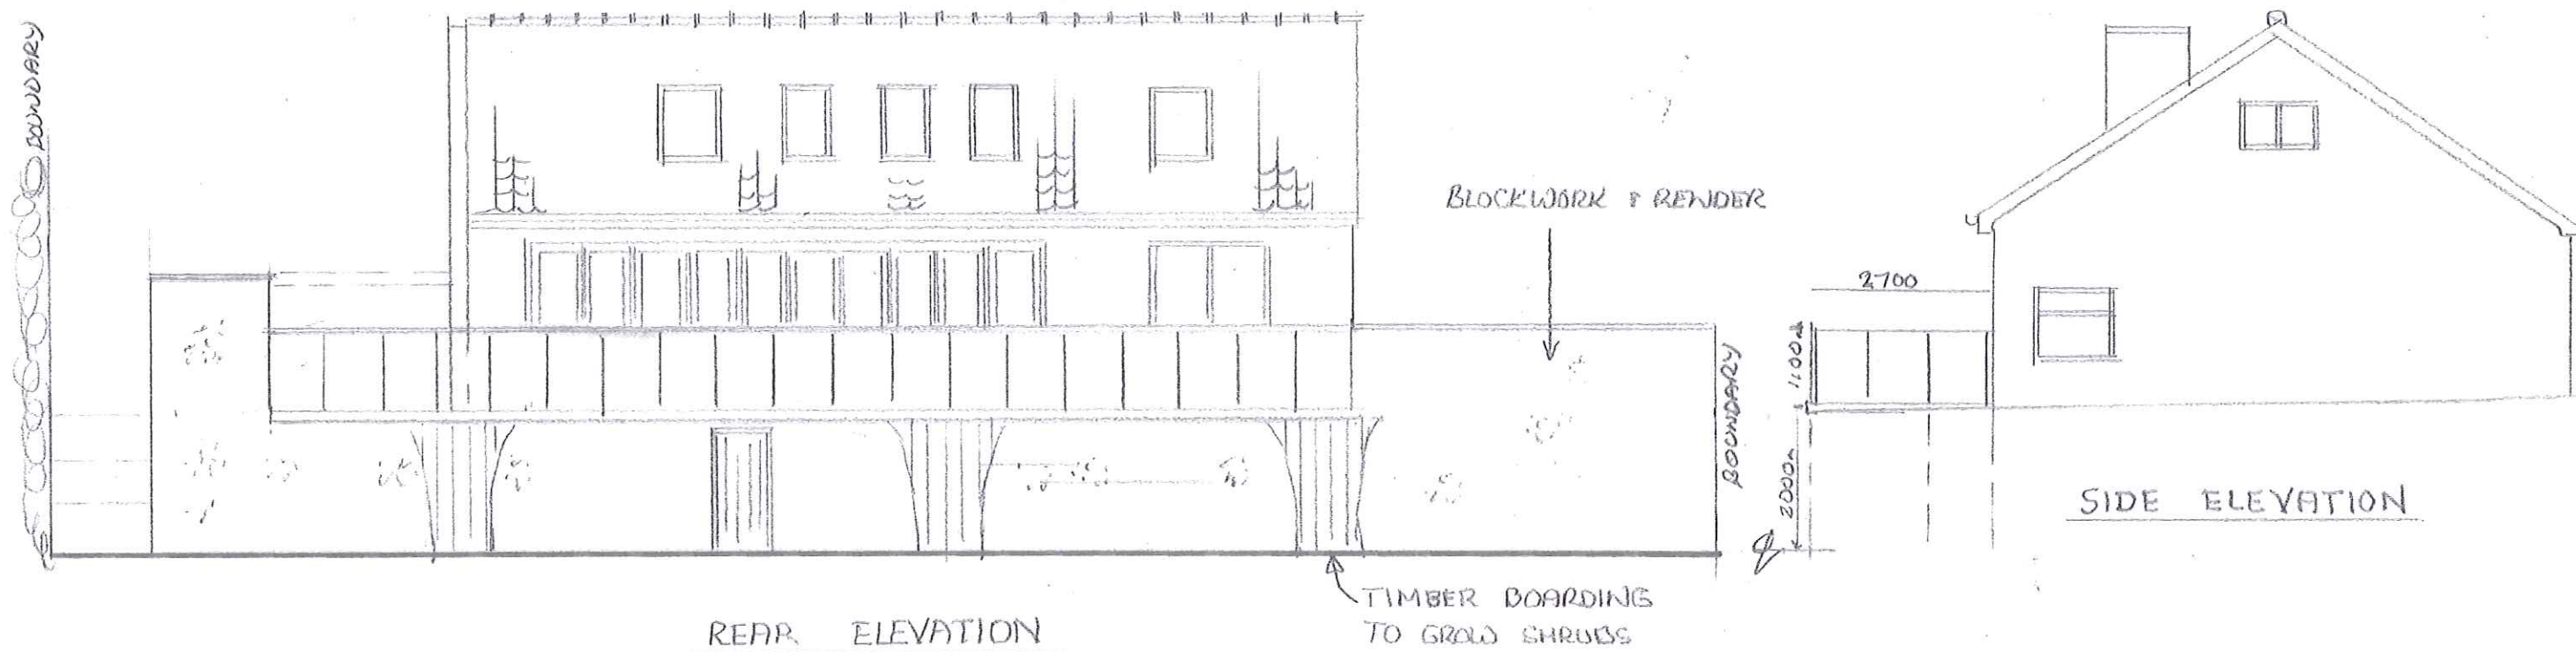 BOUNDARY
BLOCKWORK & RENDER
BOUNDARY
TIMBER BOARDING
TO GROW SHRUBS
REAR ELEVATION
2700
1100
2000
SIDE ELEVATION